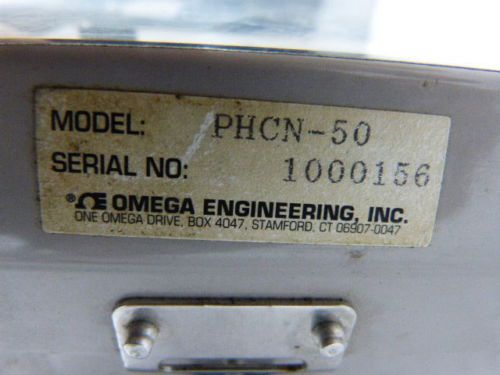 MODEL: PHCN-50
SERIAL NO: 1000156
® OMEGA ENGINEERING, INC.
ONE OMEGA DRIVE, BOX 4047, STAMFORD, CT 06907-0047